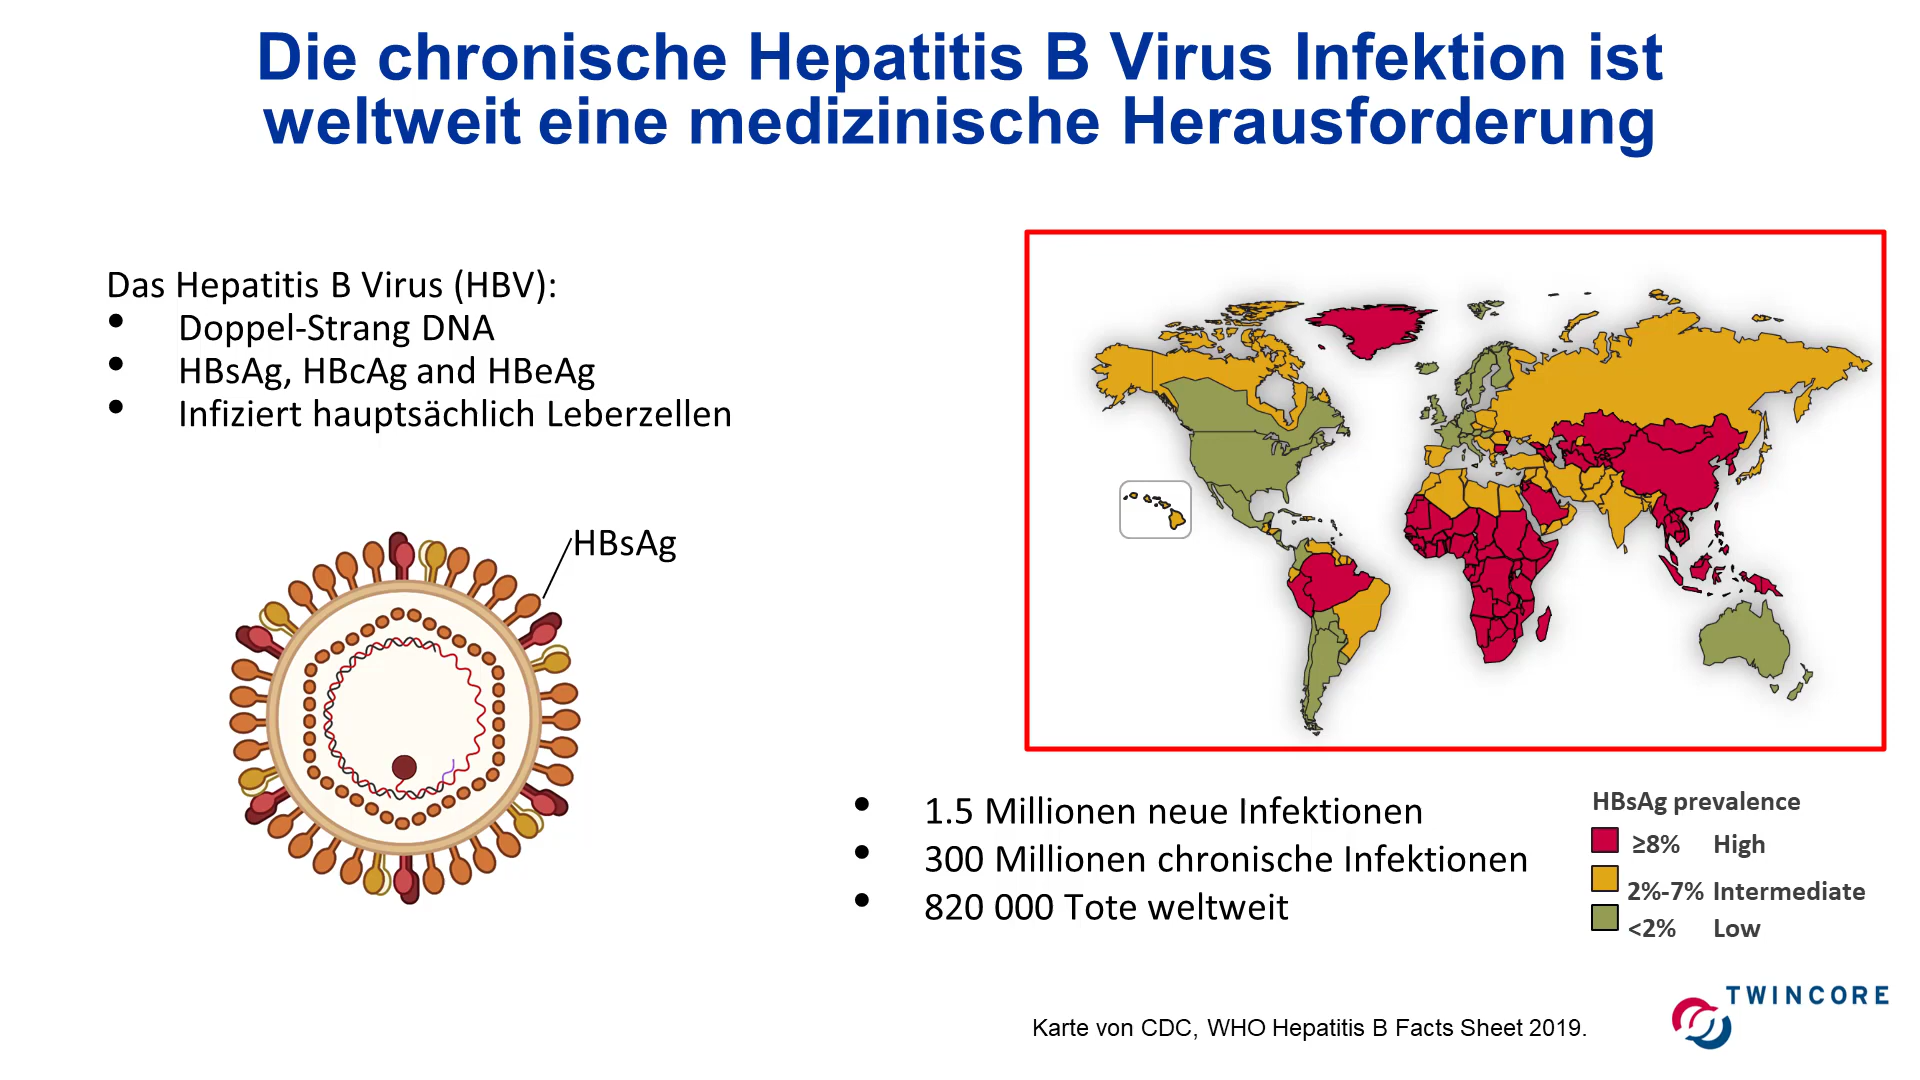 Die chronische Hepatitis B Virus Infektion ist
weltweit eine medizinische Herausforderung
Das Hepatitis B Virus (HBV):
• Doppel-Strang DNA
• HBsAg, HBcAg and HBeAg
• Infiziert hauptsächlich Leberzellen
HBsAg
• 1.5 Millionen neue Infektionen
• 300 Millionen chronische Infektionen
• 820 000 Tote weltweit
HBsAg prevalence
≥8% High
2%-7% Intermediate
<2% Low
Karte von CDC, WHO Hepatitis B Facts Sheet 2019.
TWINCORE